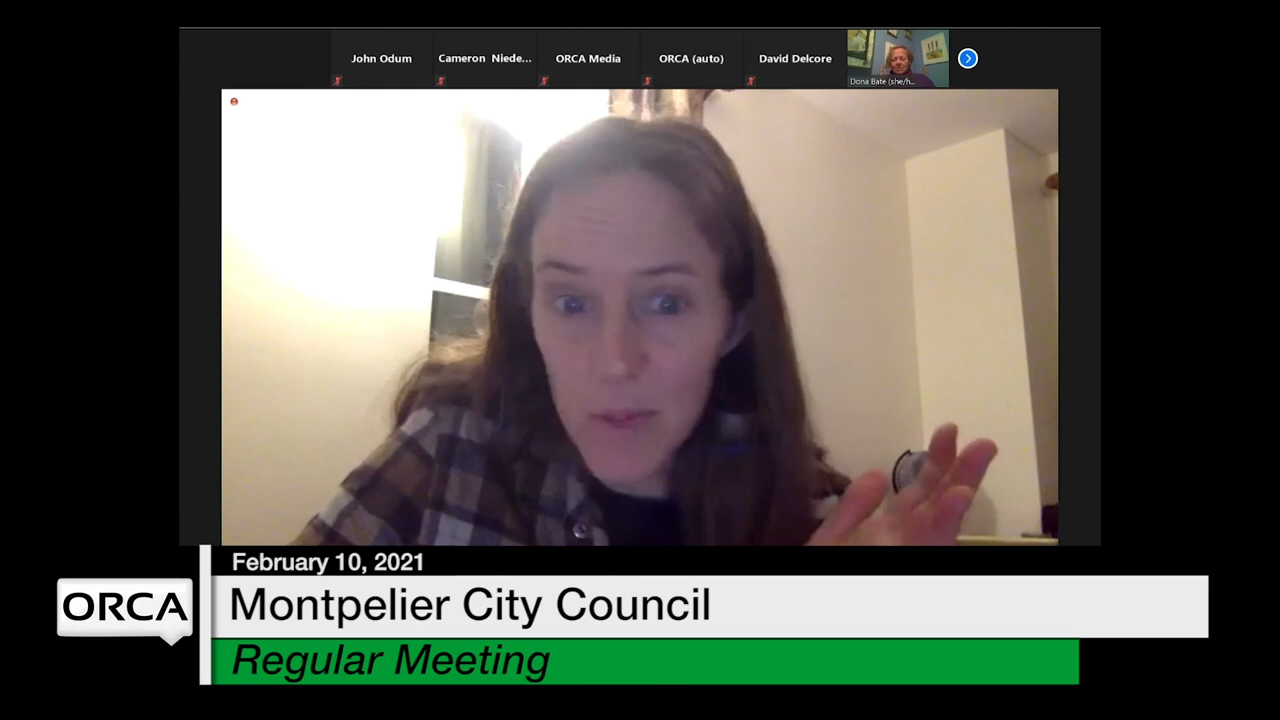 John Odum
Cameron Niede...
ORCA Media
ORCA (auto)
David Delcore
Dona Bate (she/h...
February 10, 2021
ORCA
Montpelier City Council
Regular Meeting